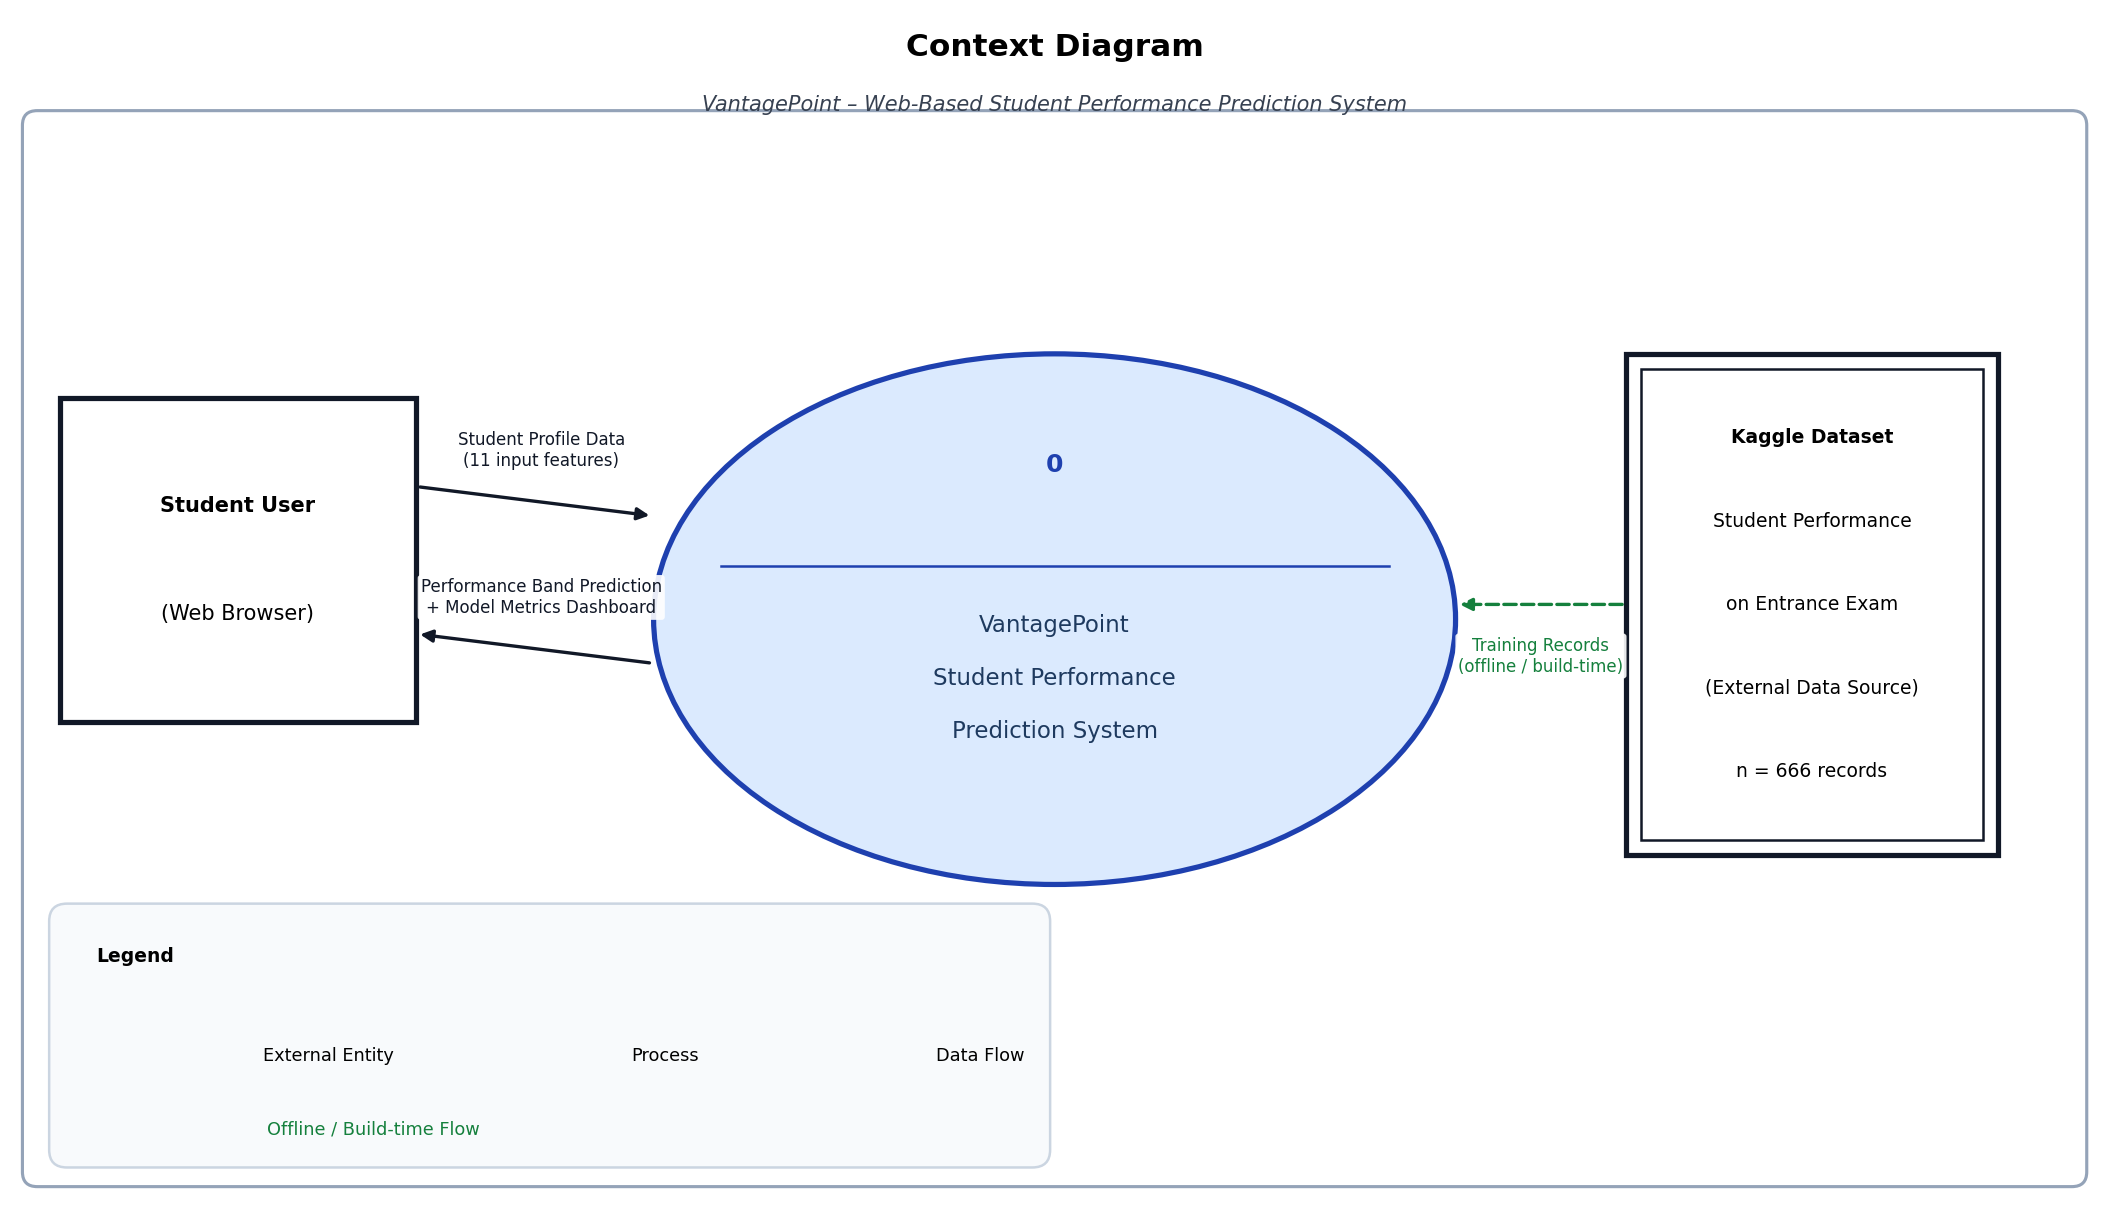 Context Diagram
VantagePoint – Web-Based Student Performance Prediction System
Student User
(Web Browser)
Student Profile Data
(11 input features)
Performance Band Prediction
+ Model Metrics Dashboard
0
VantagePoint
Student Performance
Prediction System
Training Records
(offline / build-time)
Kaggle Dataset
Student Performance
on Entrance Exam
(External Data Source)
n = 666 records
Legend
External Entity
Process
Data Flow
Offline / Build-time Flow